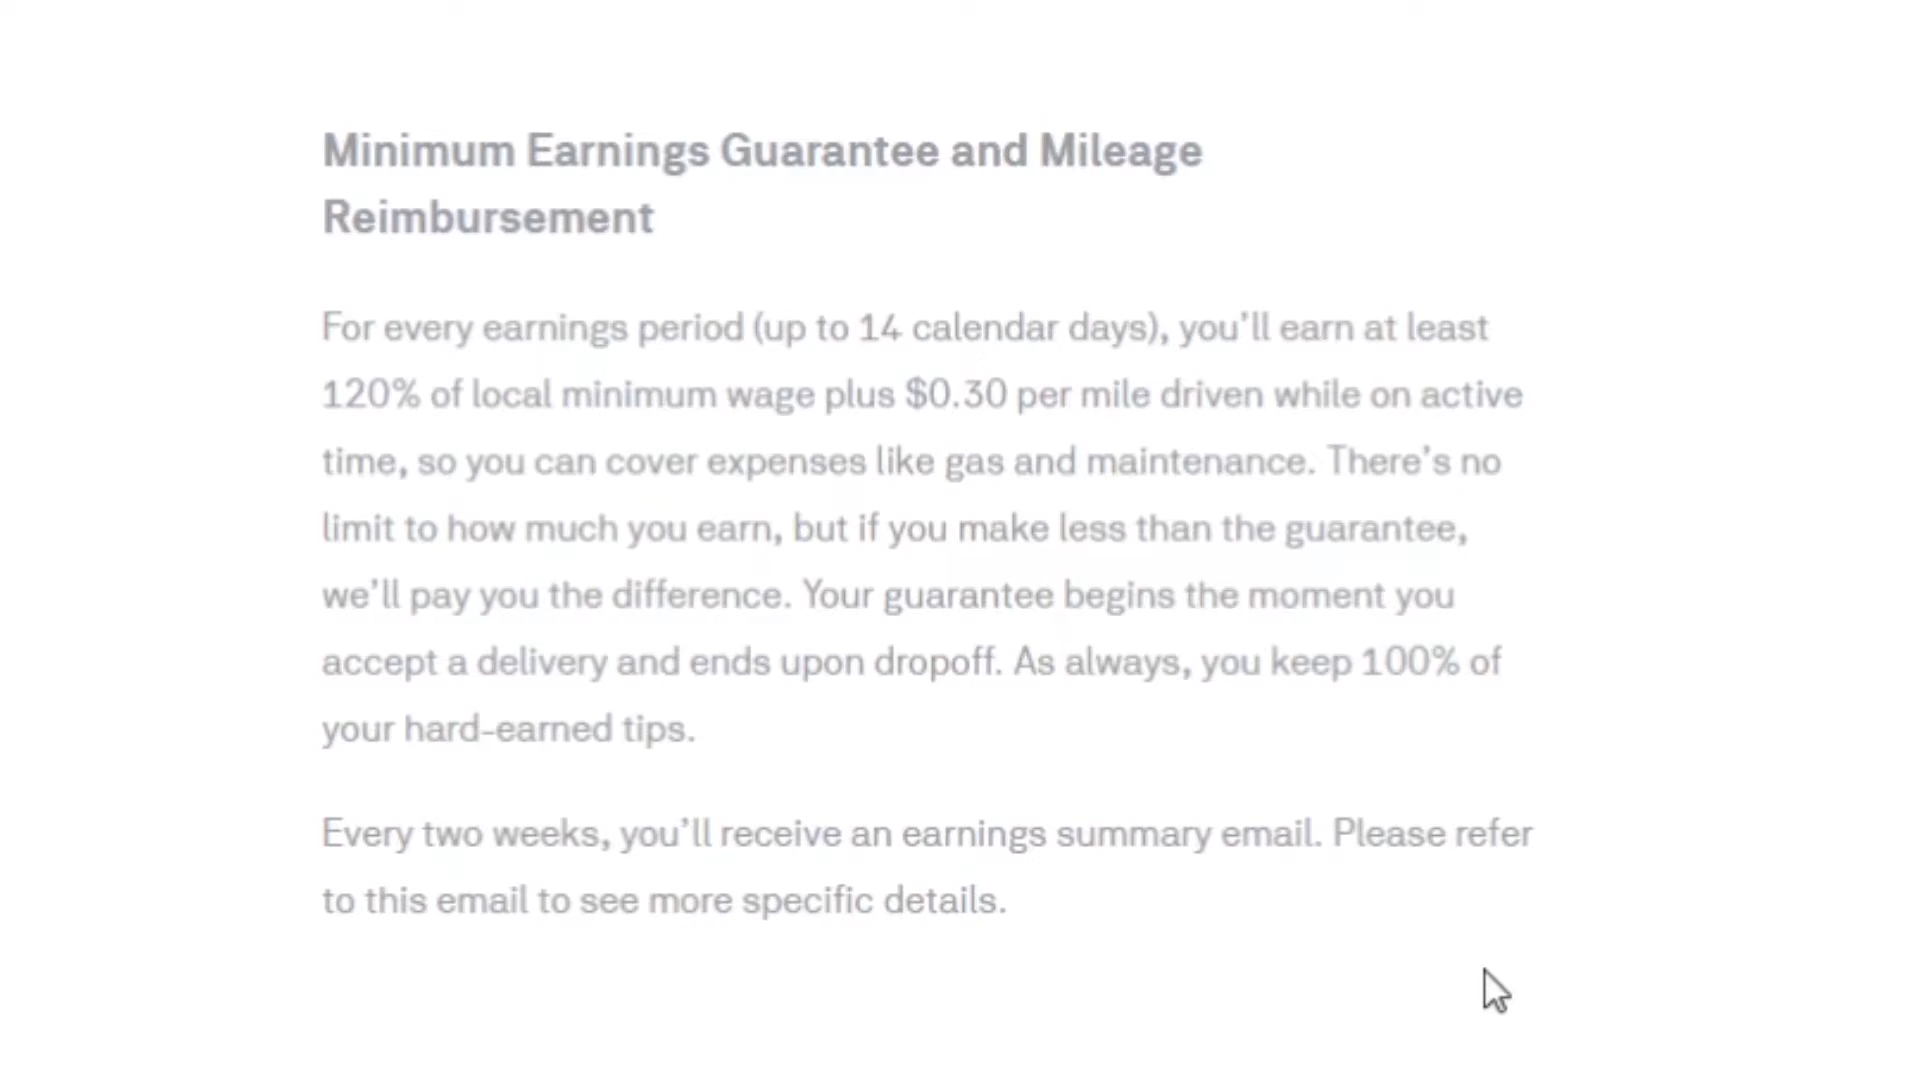 Minimum Earnings Guarantee and Mileage
Reimbursement
For every earnings period (up to 14 calendar days), you’ll earn at least
120% of local minimum wage plus $0.30 per mile driven while on active
time, so you can cover expenses like gas and maintenance. There’s no
limit to how much you earn, but if you make less than the guarantee,
we’ll pay you the difference. Your guarantee begins the moment you
accept a delivery and ends upon dropoff. As always, you keep 100% of
your hard-earned tips.
Every two weeks, you’ll receive an earnings summary email. Please refer
to this email to see more specific details.